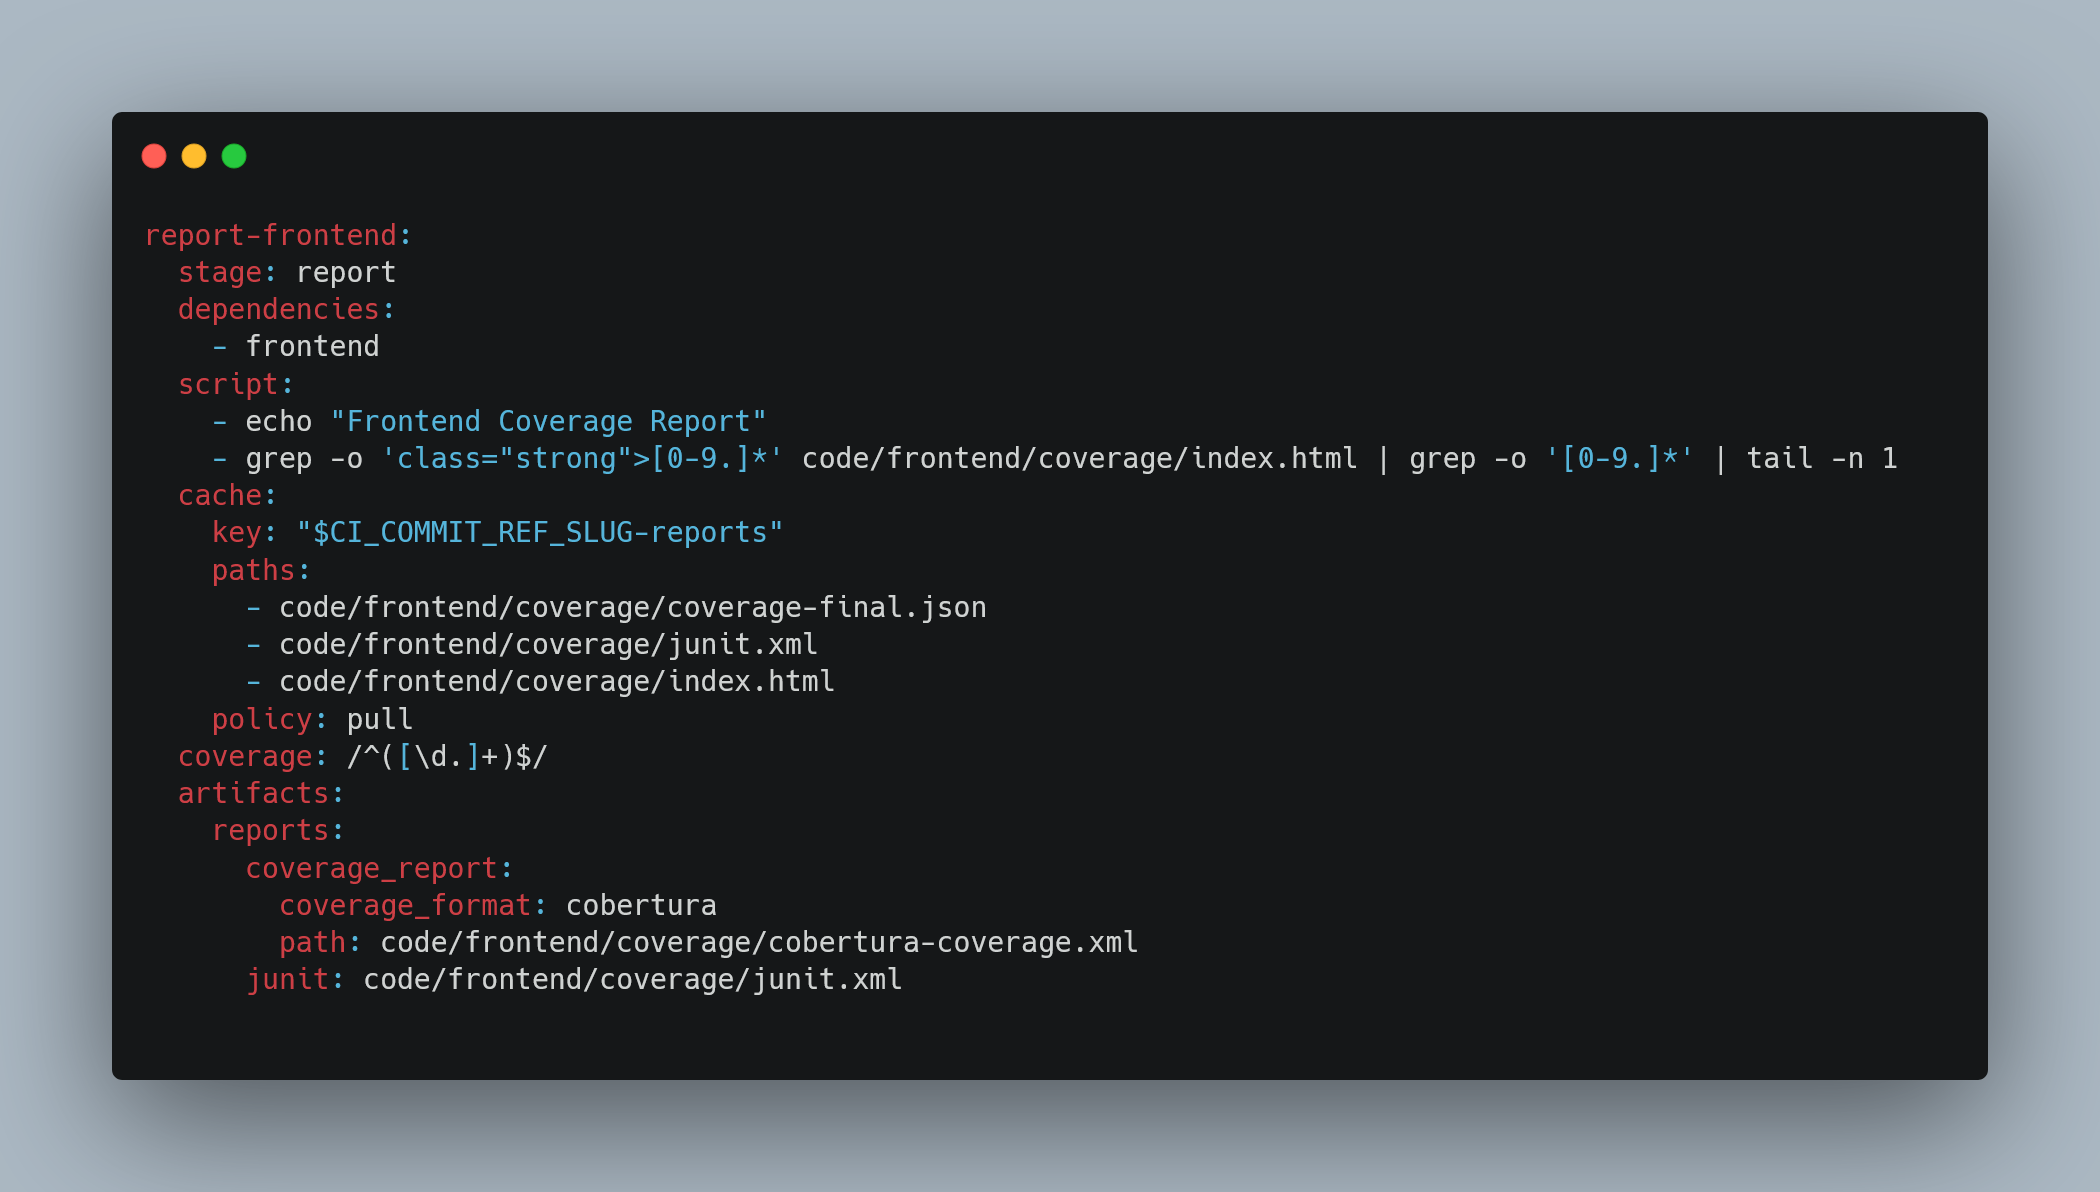 report-frontend:
  stage: report
  dependencies:
    - frontend
  script:
    - echo "Frontend Coverage Report"
    - grep -o 'class="strong">[0-9.]*' code/frontend/coverage/index.html | grep -o '[0-9.]*' | tail -n 1
  cache:
    key: "$CI_COMMIT_REF_SLUG-reports"
    paths:
      - code/frontend/coverage/coverage-final.json
      - code/frontend/coverage/junit.xml
      - code/frontend/coverage/index.html
    policy: pull
  coverage: /^([\d.]+)$/
  artifacts:
    reports:
      coverage_report:
        coverage_format: cobertura
        path: code/frontend/coverage/cobertura-coverage.xml
      junit: code/frontend/coverage/junit.xml